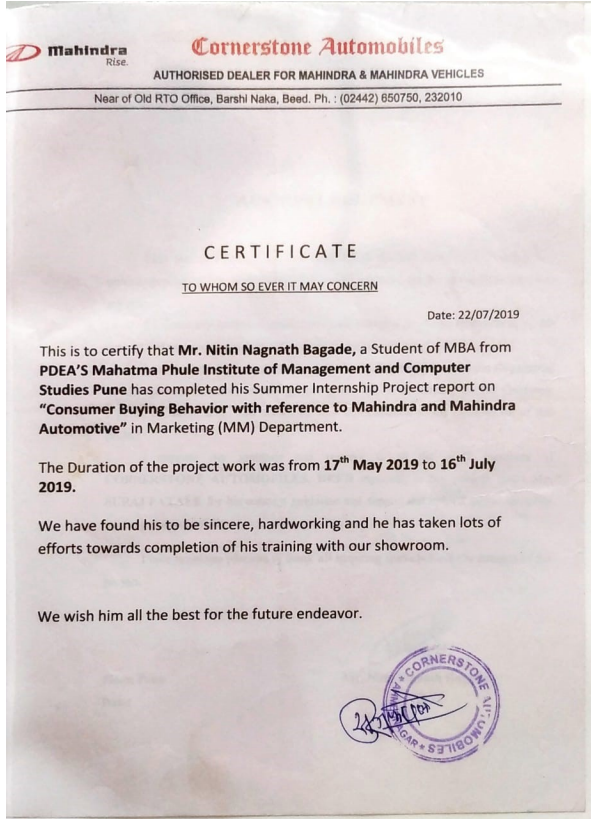 Mahindra
Rise.
Cornerstone Automobiles
AUTHORISED DEALER FOR MAHINDRA & MAHINDRA VEHICLES
Near of Old RTO Office, Barshi Naka, Beed. Ph. : (02442) 650750, 232010
CERTIFICATE
TO WHOM SO EVER IT MAY CONCERN
Date: 22/07/2019
This is to certify that Mr. Nitin Nagnath Bagade, a Student of MBA from
PDEA'S Mahatma Phule Institute of Management and Computer
Studies Pune has completed his Summer Internship Project report on
"Consumer Buying Behavior with reference to Mahindra and Mahindra
Automotive" in Marketing (MM) Department.
The Duration of the project work was from 17th May 2019 to 16th July
2019.
We have found his to be sincere, hardworking and he has taken lots of
efforts towards completion of his training with our showroom.
We wish him all the best for the future endeavor.
CORNERSTONE AUTOMOBILES